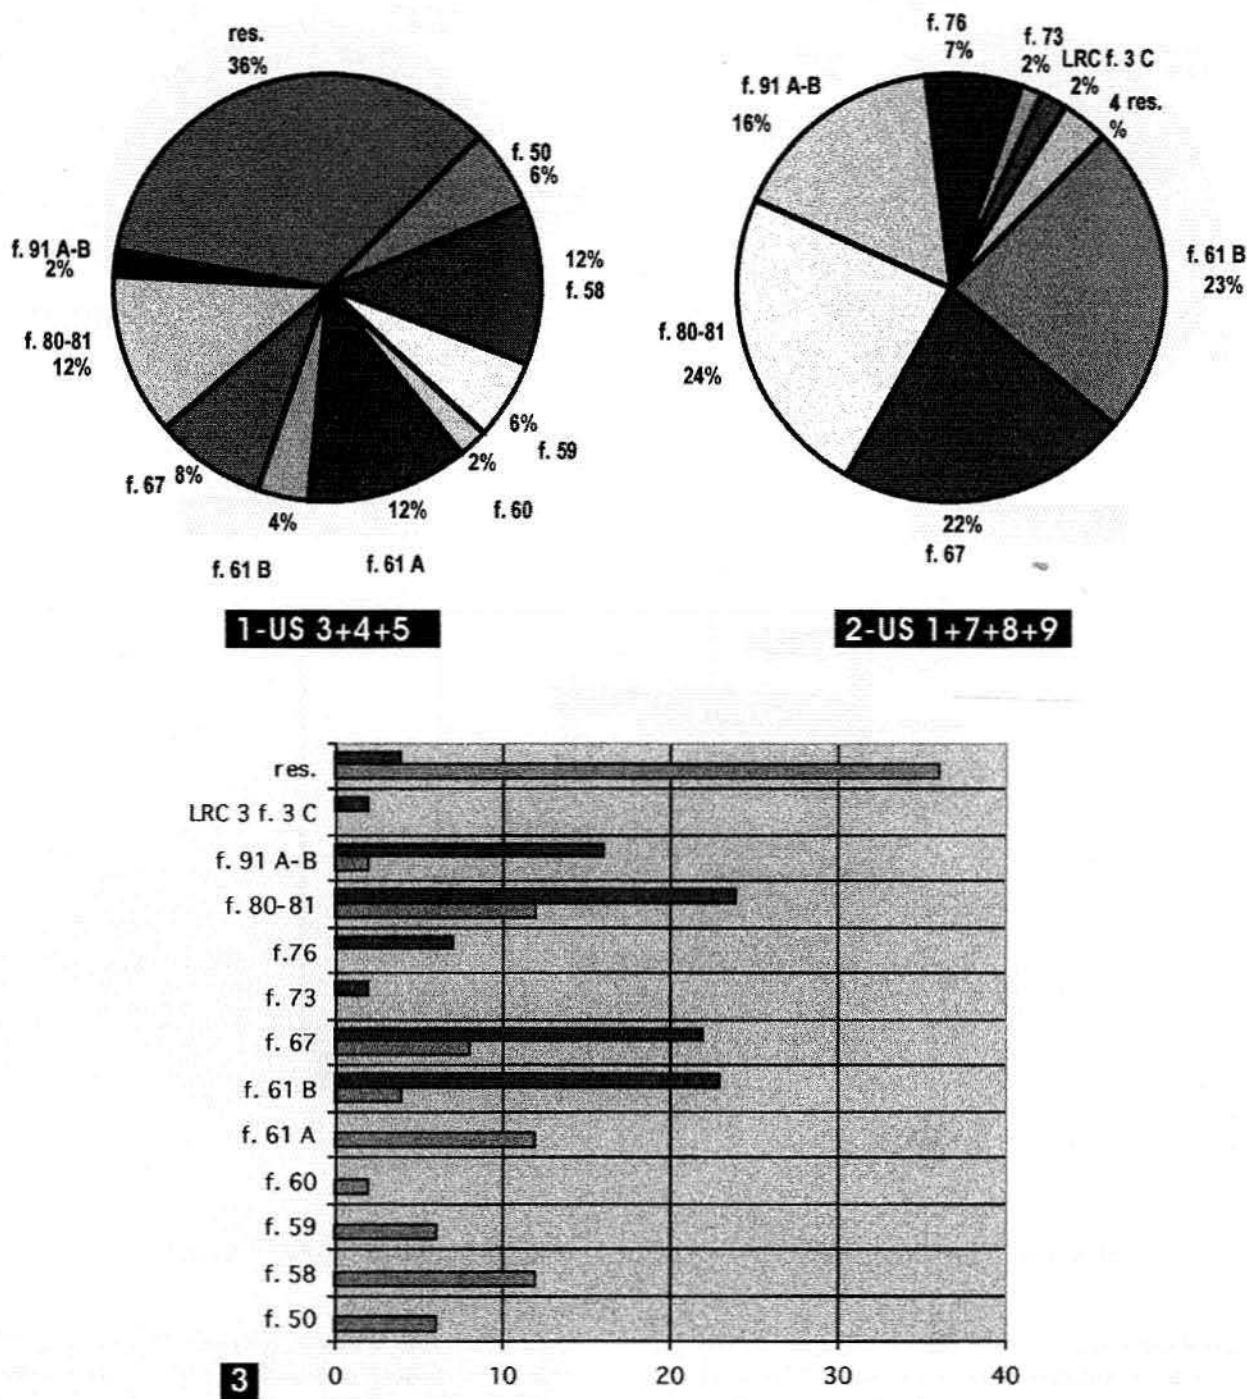 res.
36%
f. 50
6%
12%
f. 58
6%
f. 59
2%
f. 60
12%
f. 61 A
4%
f. 61 B
8%
f. 67
f. 80-81
12%
f. 91 A-B
2%
1-US 3+4+5
f. 76
7%
f. 73
2%
LRC f. 3 C
2%
4 res.
%
f. 61 B
23%
22%
f. 67
f. 80-81
24%
f. 91 A-B
16%
2-US 1+7+8+9
res.
LRC 3 f. 3 C
f. 91 A-B
f. 80-81
f.76
f. 73
f. 67
f. 61 B
f. 61 A
f. 60
f. 59
f. 58
f. 50
0 10 20 30 40
3